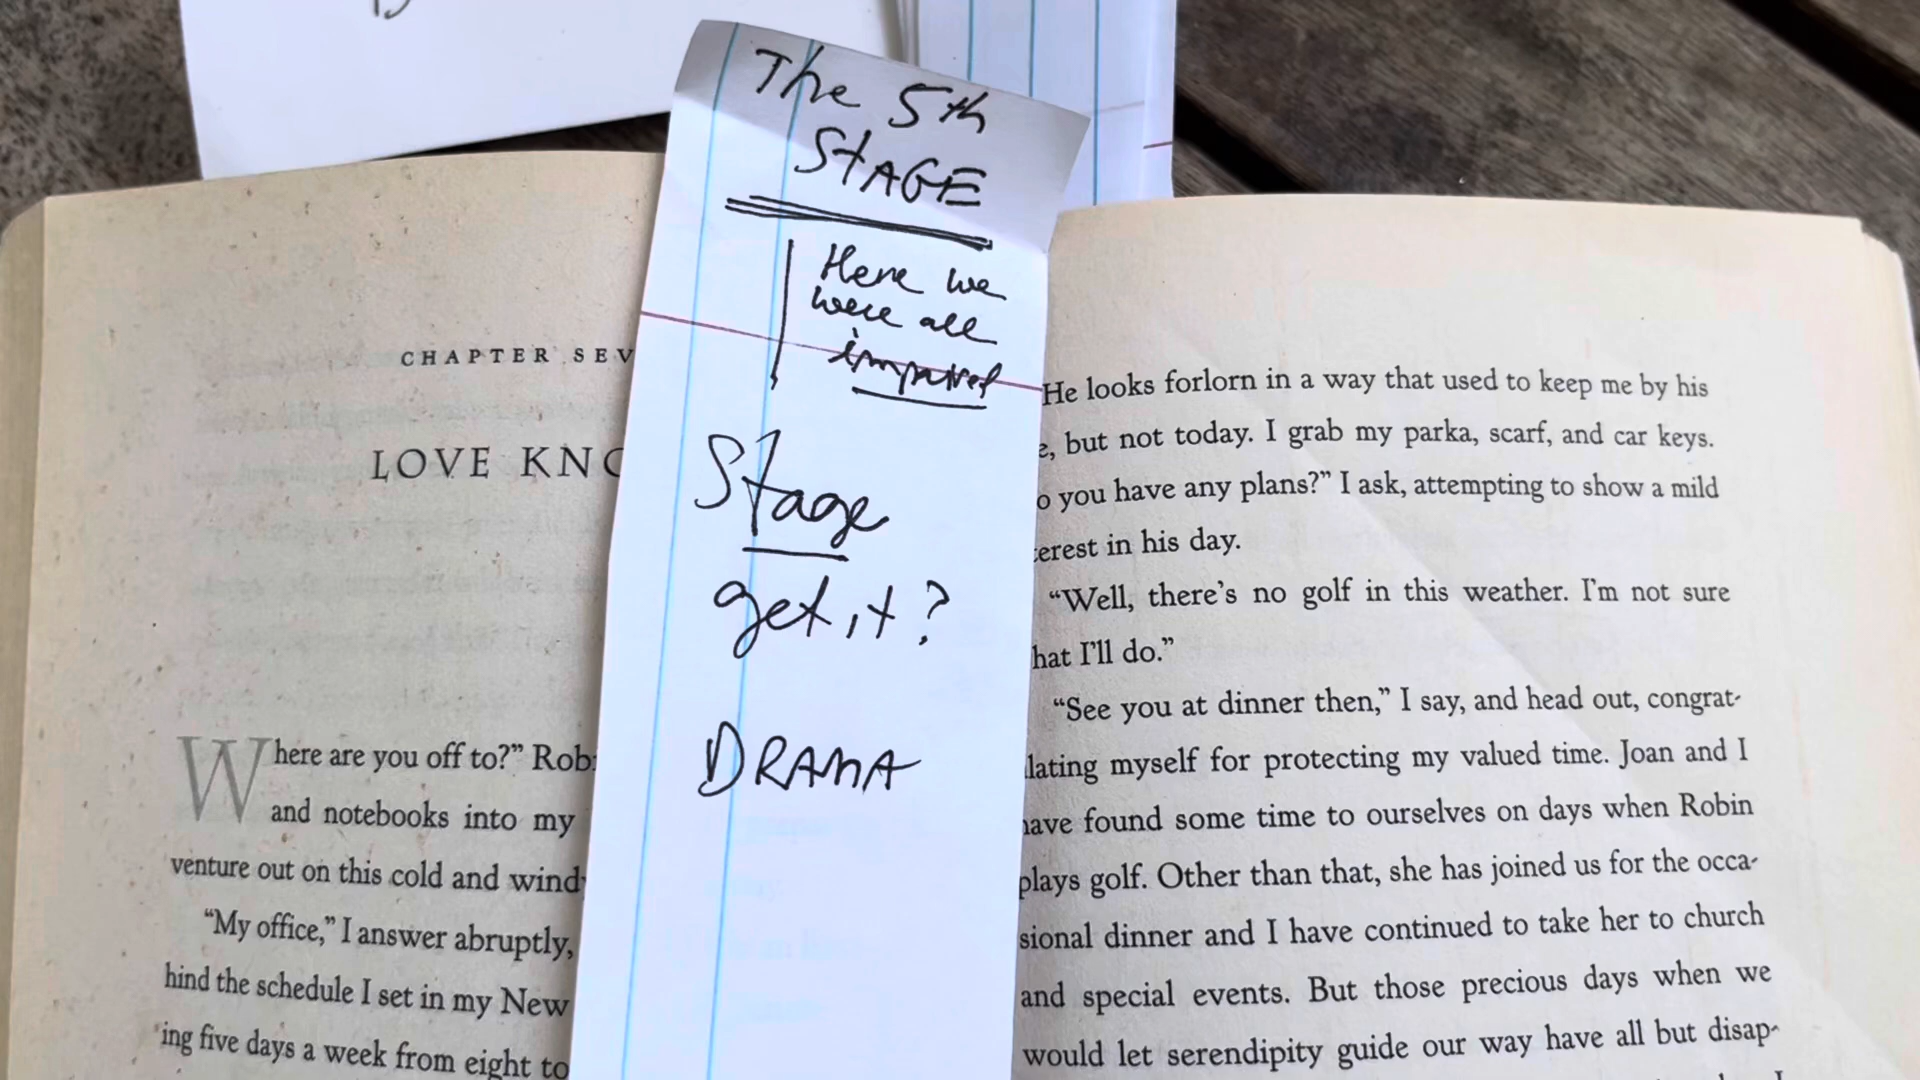 The 5th
STAGE
Here we
were all
Stage
get it?
DRAMA
CHAPTER SEV
LOVE KNO
Where are you off to?" Rob
and notebooks into my
venture out on this cold and wind
"My office," I answer abruptly,
hind the schedule I set in my New
ing five days a week from eight to
He looks forlorn in a way that used to keep me by his
e, but not today. I grab my parka, scarf, and car keys.
o you have any plans?" I ask, attempting to show a mild
erest in his day.
"Well, there's no golf in this weather. I'm not sure
hat I'll do."
"See you at dinner then," I say, and head out, congrat-
lating myself for protecting my valued time. Joan and I
have found some time to ourselves on days when Robin
plays golf. Other than that, she has joined us for the occa-
sional dinner and I have continued to take her to church
and special events. But those precious days when we
would let serendipity guide our way have all but disap-